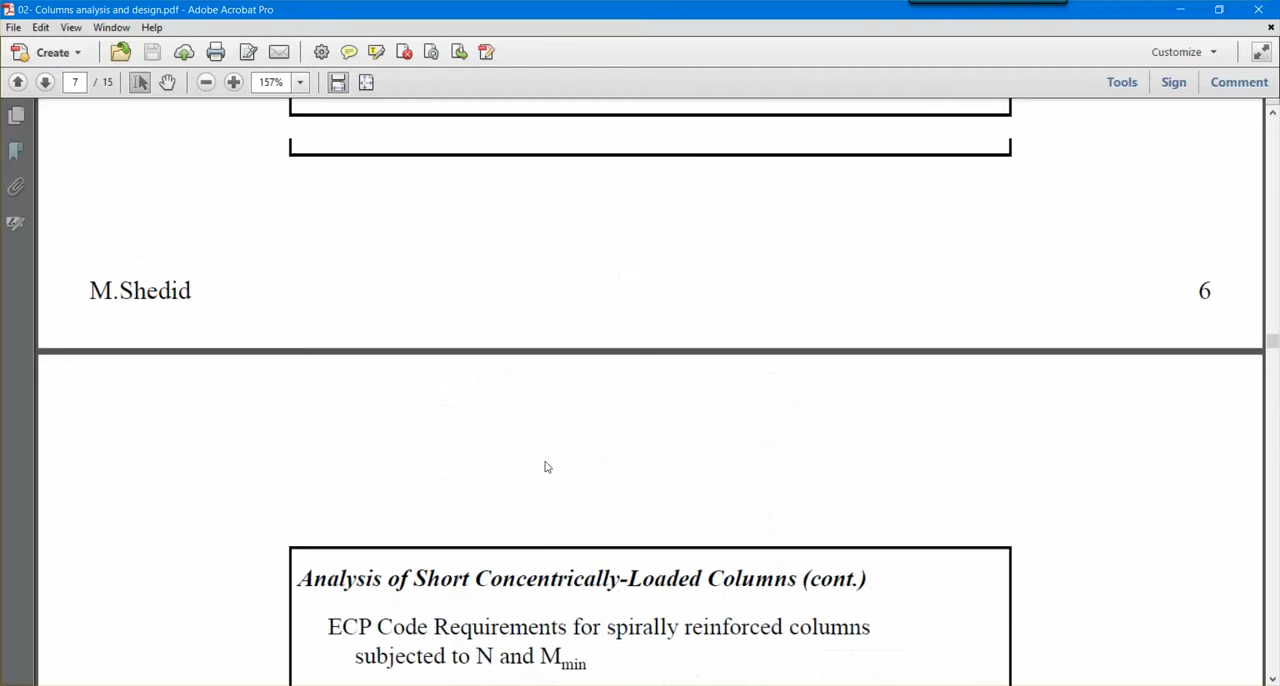 02- Columns analysis and design.pdf - Adobe Acrobat Pro
File Edit View Window Help
Create Customize
7 / 15 157% Tools Sign Comment
M.Shedid 6
Analysis of Short Concentrically-Loaded Columns (cont.)
ECP Code Requirements for spirally reinforced columns
subjected to N and Mmin